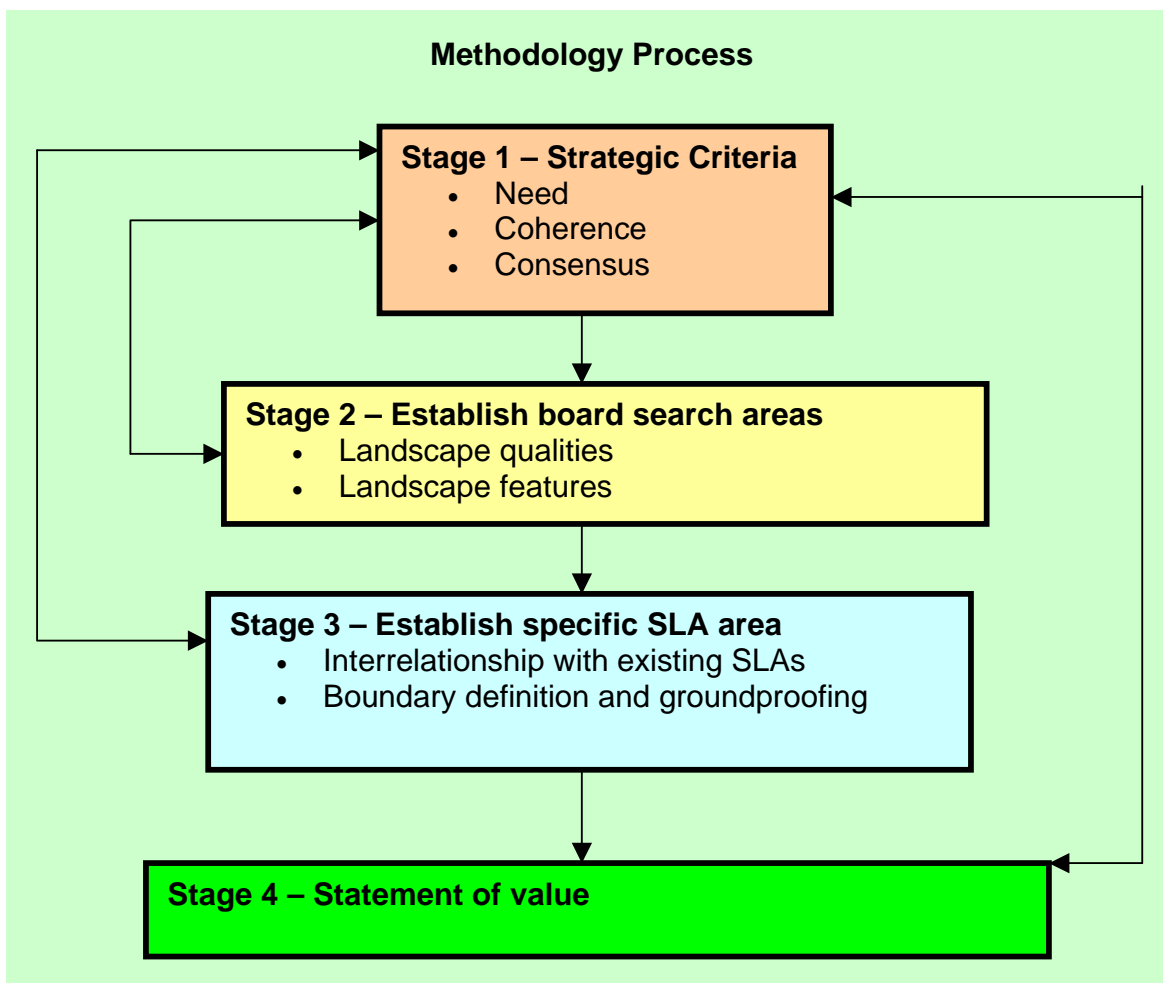 Methodology Process
Stage 1 – Strategic Criteria
• Need
• Coherence
• Consensus
Stage 2 – Establish board search areas
• Landscape qualities
• Landscape features
Stage 3 – Establish specific SLA area
• Interrelationship with existing SLAs
• Boundary definition and groundproofing
Stage 4 – Statement of value